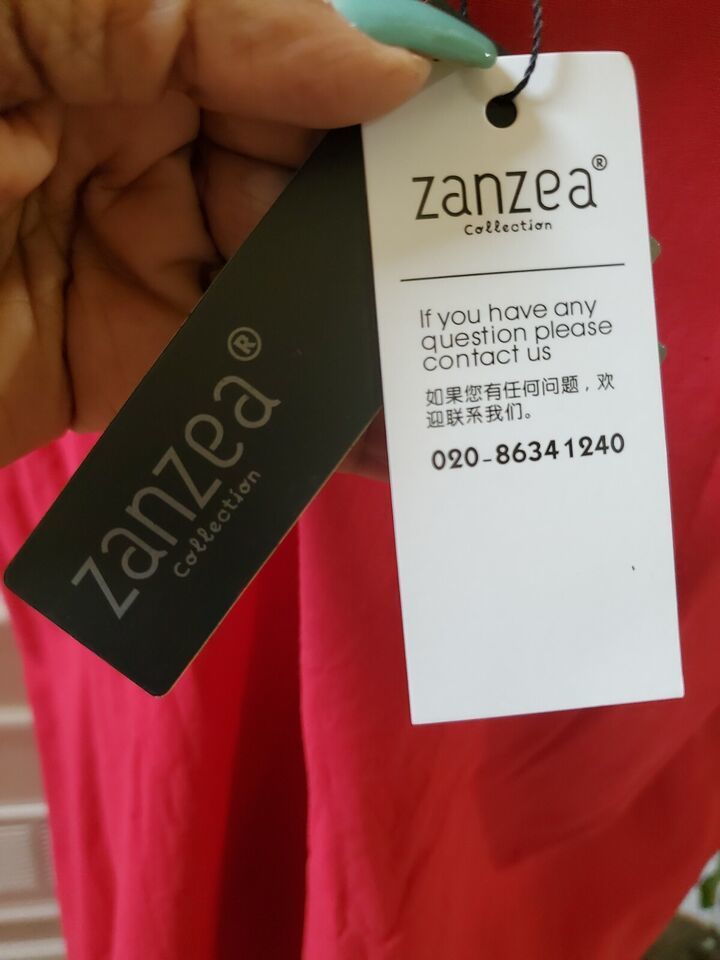 zanzea®
Collection
If you have any
question please
contact us
如果您有任何问题，欢
迎联系我们。
020-86341240
zanzea®
Collection